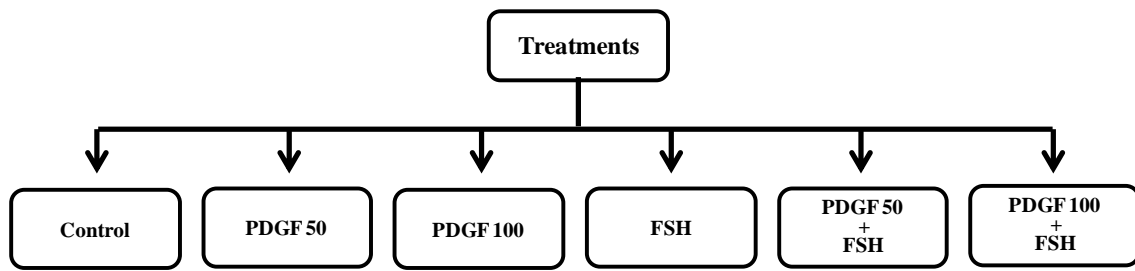 Treatments
Control
PDGF 50
PDGF 100
FSH
PDGF 50
+
FSH
PDGF 100
+
FSH